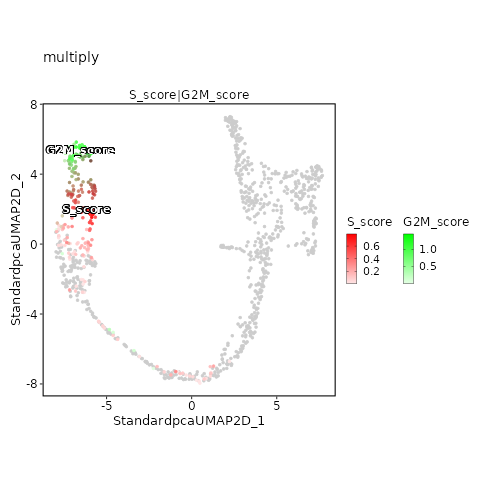 multiply
S_score|G2M_score
8
4
0
-4
-8
StandardpcaUMAP2D_2
G2M_score
S_score
-5
0
5
StandardpcaUMAP2D_1
S_score
0.6
0.4
0.2
G2M_score
1.0
0.5